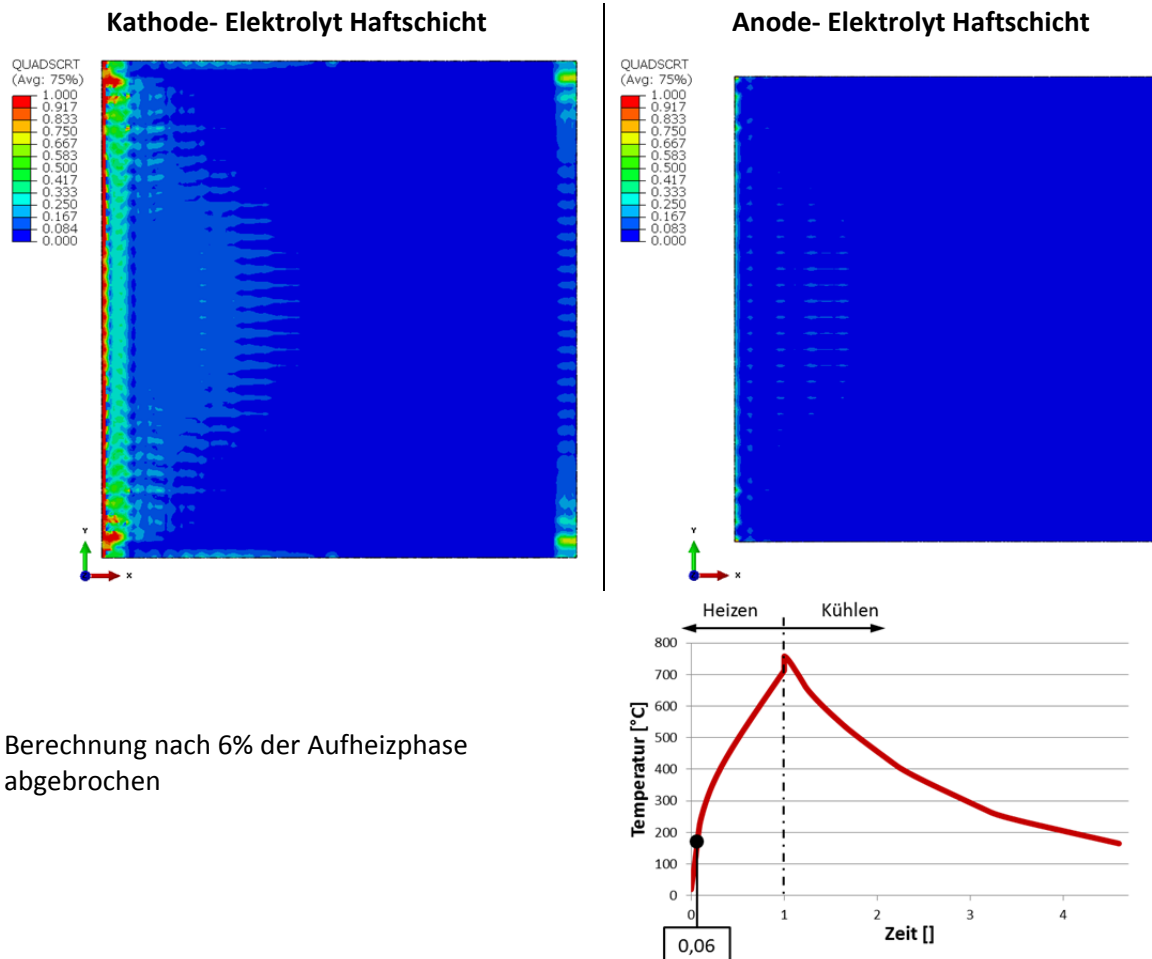 Kathode- Elektrolyt Haftschicht
QUADSCRT
(Avg: 75%)
1.000
0.917
0.833
0.750
0.667
0.583
0.500
0.417
0.333
0.250
0.167
0.084
0.000
Y
X
Anode- Elektrolyt Haftschicht
QUADSCRT
(Avg: 75%)
1.000
0.917
0.833
0.750
0.667
0.583
0.500
0.417
0.333
0.250
0.167
0.084
0.000
Y
X
Berechnung nach 6% der Aufheizphase
abgebrochen
Heizen Kühlen
Temperatur [°C]
800
700
600
500
400
300
200
100
0
0 1 2 3 4
Zeit []
0,06